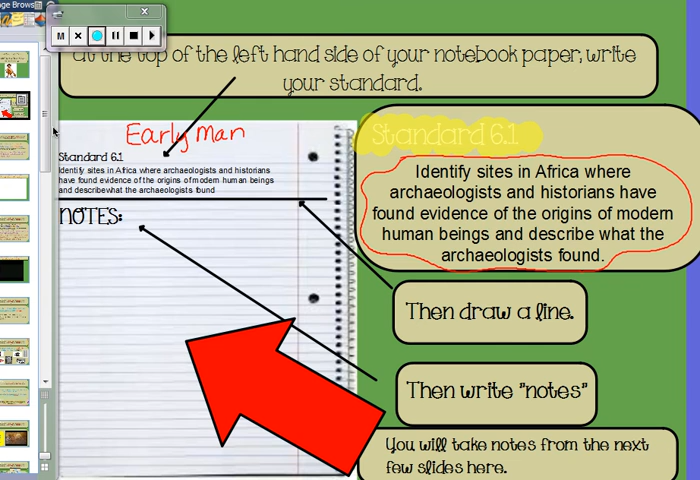 age Brows
M
At the top of the left hand side of your notebook paper, write
your standard.
Early Man
Standard 6.1
Identify sites in Africa where archaeologists and historians
have found evidence of the origins of modern human beings
and describewhat the archaeologists found
NOTES:
Standard 6.1
Identify sites in Africa where
archaeologists and historians have
found evidence of the origins of modern
human beings and describe what the
archaeologists found.
Then draw a line.
Then write "notes"
You will take notes from the next
few slides here.